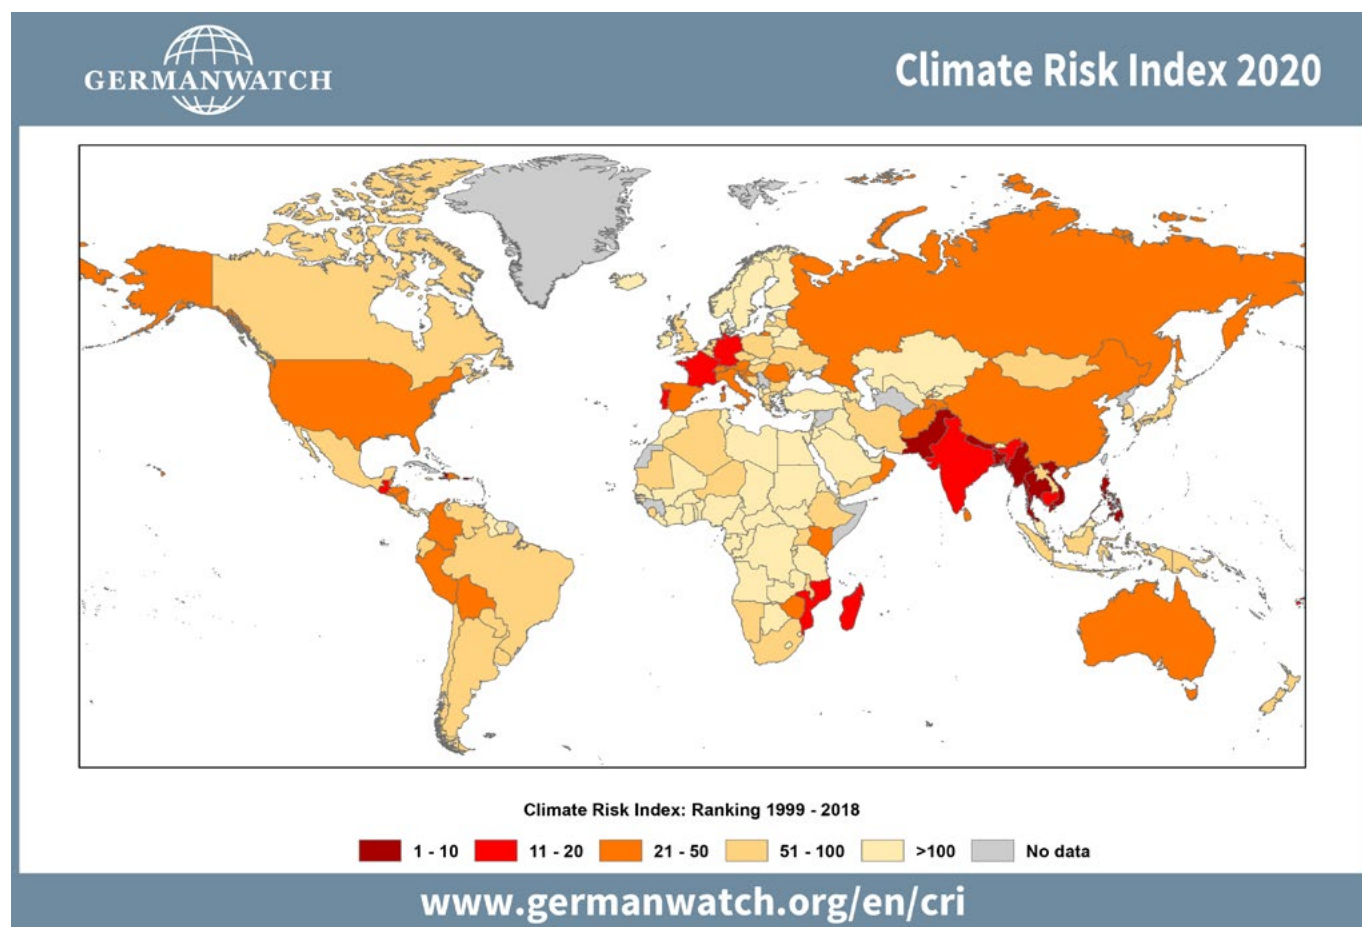 GERMANWATCH
Climate Risk Index 2020
Climate Risk Index: Ranking 1999 - 2018
1 - 10
11 - 20
21 - 50
51 - 100
>100
No data
www.germanwatch.org/en/cri